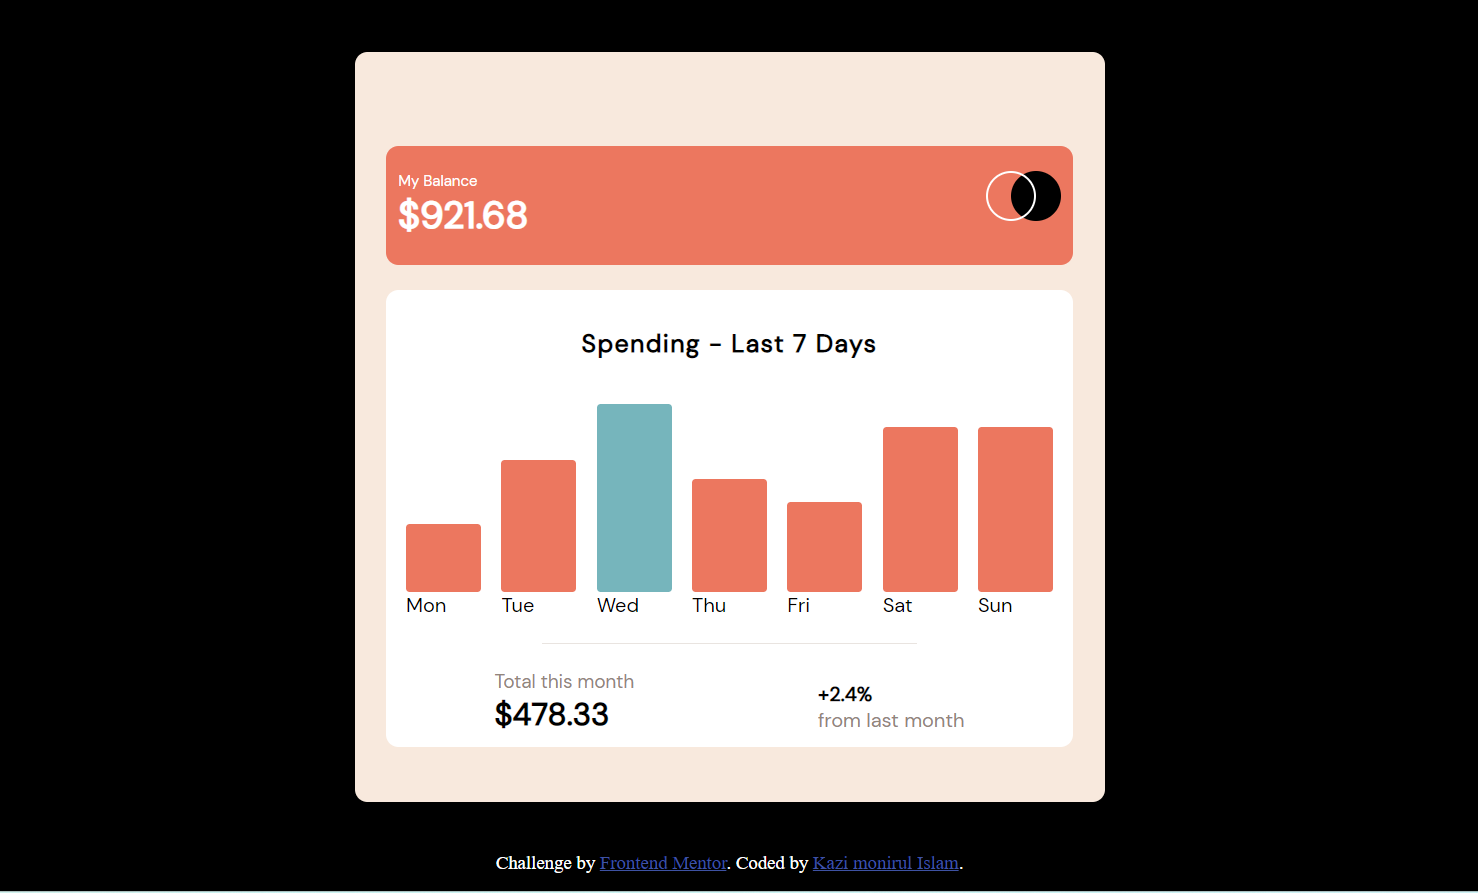 My Balance
$921.68
Spending - Last 7 Days
Mon Tue Wed Thu Fri Sat Sun
Total this month
$478.33
+2.4%
from last month
Challenge by Frontend Mentor. Coded by Kazi monirul Islam.